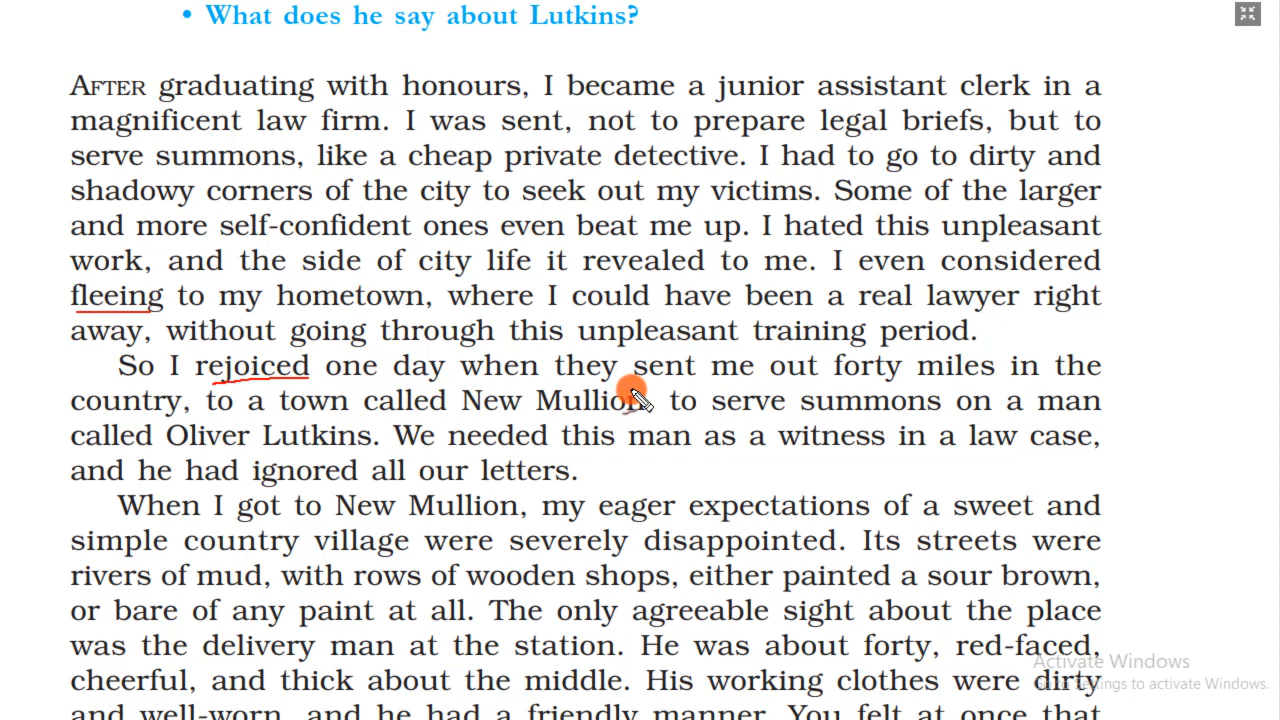 • What does he say about Lutkins?
AFTER graduating with honours, I became a junior assistant clerk in a
magnificent law firm. I was sent, not to prepare legal briefs, but to
serve summons, like a cheap private detective. I had to go to dirty and
shadowy corners of the city to seek out my victims. Some of the larger
and more self-confident ones even beat me up. I hated this unpleasant
work, and the side of city life it revealed to me. I even considered
fleeing to my hometown, where I could have been a real lawyer right
away, without going through this unpleasant training period.
So I rejoiced one day when they sent me out forty miles in the
country, to a town called New Mullion, to serve summons on a man
called Oliver Lutkins. We needed this man as a witness in a law case,
and he had ignored all our letters.
When I got to New Mullion, my eager expectations of a sweet and
simple country village were severely disappointed. Its streets were
rivers of mud, with rows of wooden shops, either painted a sour brown,
or bare of any paint at all. The only agreeable sight about the place
was the delivery man at the station. He was about forty, red-faced,
cheerful, and thick about the middle. His working clothes were dirty
and well-worn, and he had a friendly manner. You felt at once that
Activate Windows
Go to Settings to activate Windows.